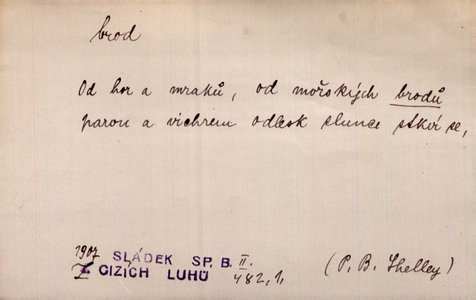 brod
Od hor a mraků, od mořských brodů
parou a vichrem odlesk slunce stkví se,
1907 SLÁDEK SP. B. II.
Z CIZÍCH LUHŮ 482,1, (P. B. Shelley)